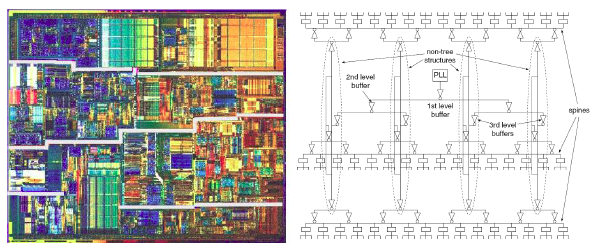 non-tree
structures
2nd level
buffer
PLL
1st level
buffer
3rd level
buffers
spines